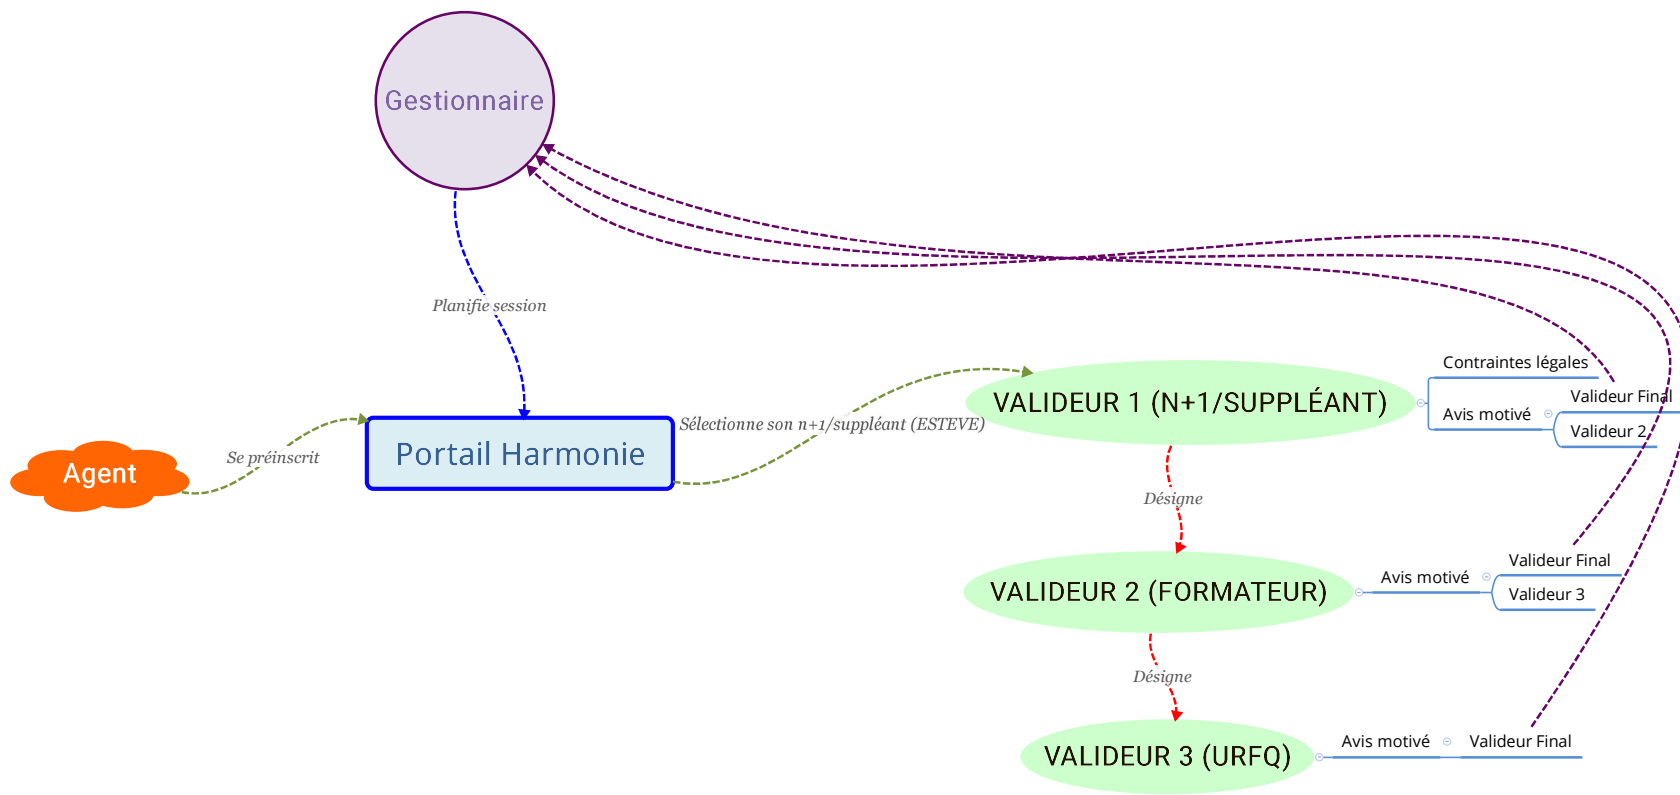 Gestionnaire
Planifie session
Agent
Se préinscrit
Portail Harmonie
Sélectionne son n+1/suppléant (ESTEVE)
VALIDEUR 1 (N+1/SUPPLÉANT)
Contraintes légales
Avis motivé
Valideur Final
Valideur 2
Désigne
VALIDEUR 2 (FORMATEUR)
Avis motivé
Valideur Final
Valideur 3
Désigne
VALIDEUR 3 (URFQ)
Avis motivé
Valideur Final